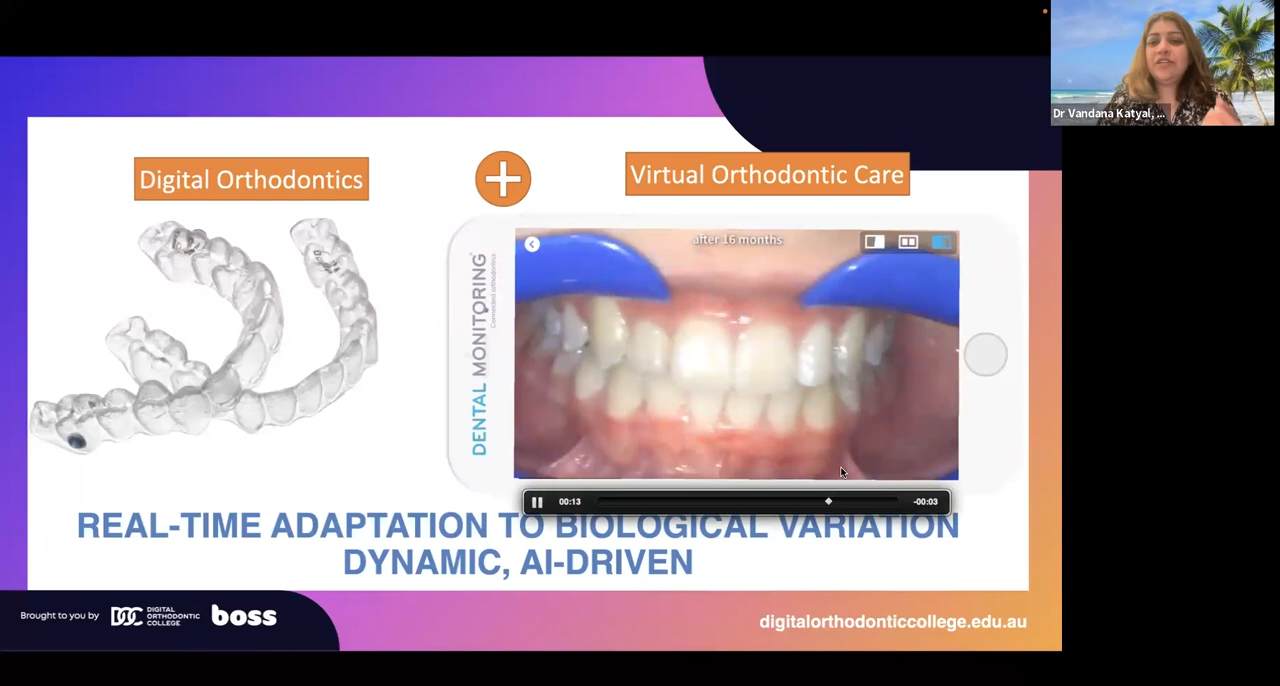 Dr Vandana Katyal, ...
Digital Orthodontics
Virtual Orthodontic Care
after 16 months
DENTAL MONITORING
Connected orthodontics
00:13
-00:03
REAL-TIME ADAPTATION TO BIOLOGICAL VARIATION
DYNAMIC, AI-DRIVEN
Brought to you by
DOC
DIGITAL
ORTHODONTIC
COLLEGE
boss
digitalorthodonticcollege.edu.au